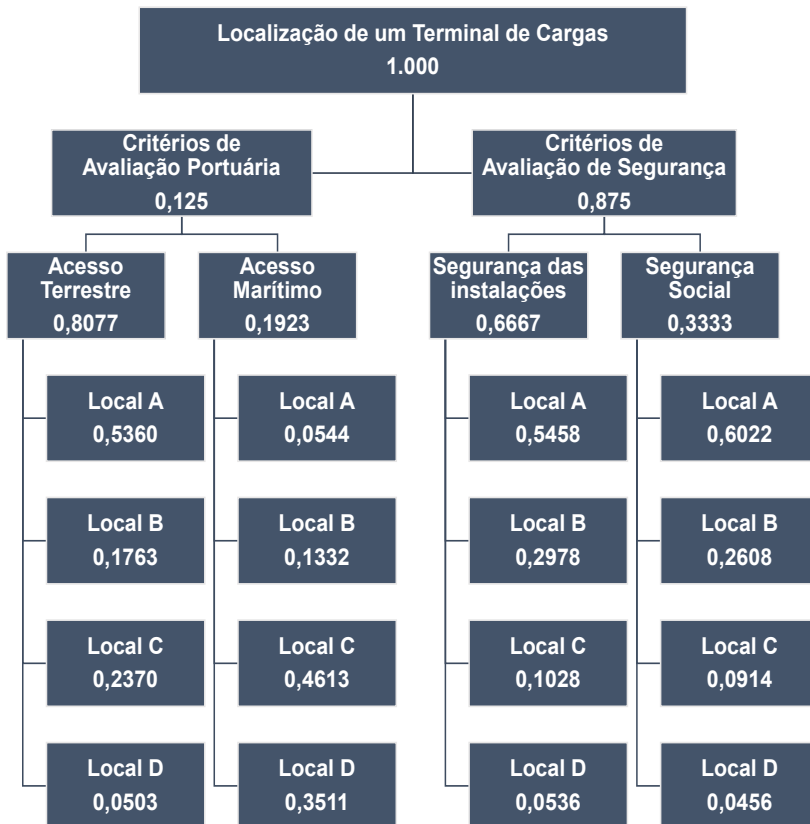 Localização de um Terminal de Cargas
1.000
Critérios de
Avaliação Portuária
0,125
Critérios de
Avaliação de Segurança
0,875
Acesso
Terrestre
0,8077
Acesso
Marítimo
0,1923
Segurança das
instalações
0,6667
Segurança
Social
0,3333
Local A
0,5360
Local A
0,0544
Local A
0,5458
Local A
0,6022
Local B
0,1763
Local B
0,1332
Local B
0,2978
Local B
0,2608
Local C
0,2370
Local C
0,4613
Local C
0,1028
Local C
0,0914
Local D
0,0503
Local D
0,3511
Local D
0,0536
Local D
0,0456